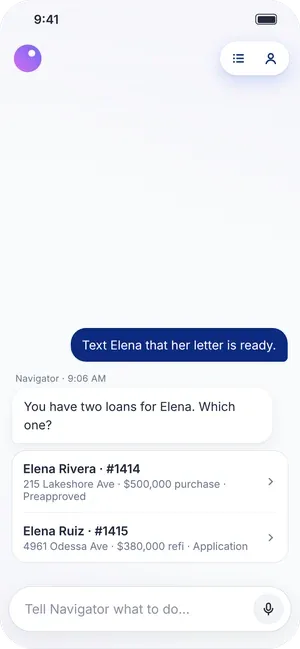 9:41
Text Elena that her letter is ready.
Navigator · 9:06 AM
You have two loans for Elena. Which
one?
Elena Rivera · #1414
215 Lakeshore Ave · $500,000 purchase ·
Preapproved
Elena Ruiz · #1415
4961 Odessa Ave · $380,000 refi · Application
Tell Navigator what to do...